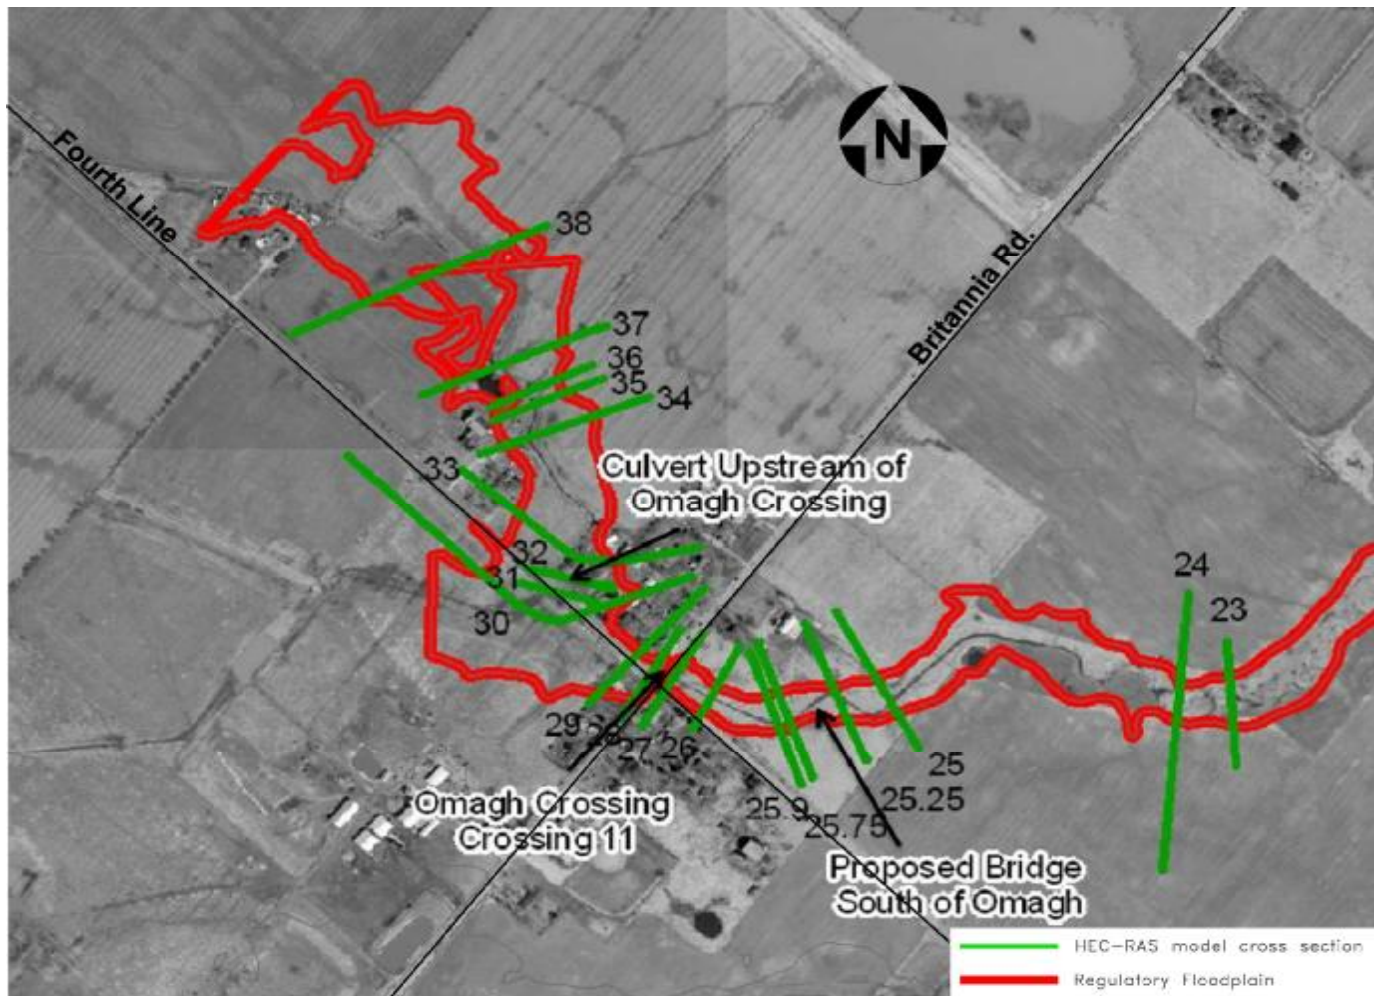 N
Fourth Line
38
Britannia Rd.
37
36
35
34
33
Culvert Upstream of
Omagh Crossing
32
31
30
24
23
29
28
27
26
25
25.25
25.9
25.75
Omagh Crossing
Crossing 11
Proposed Bridge
South of Omagh
HEC-RAS model cross section
Regulatory Floodplain